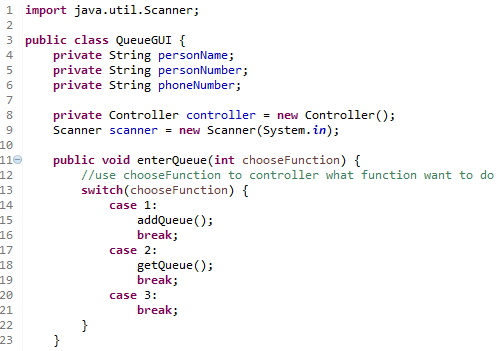 1 import java.util.Scanner;
2
3 public class QueueGUI {
4 private String personName;
5 private String personNumber;
6 private String phoneNumber;
7
8 private Controller controller = new Controller();
9 Scanner scanner = new Scanner(System.in);
10
11 public void enterQueue(int chooseFunction) {
12 //use chooseFunction to controller what function want to do
13 switch(chooseFunction) {
14 case 1:
15 addQueue();
16 break;
17 case 2:
18 getQueue();
19 break;
20 case 3:
21 break;
22 }
23 }